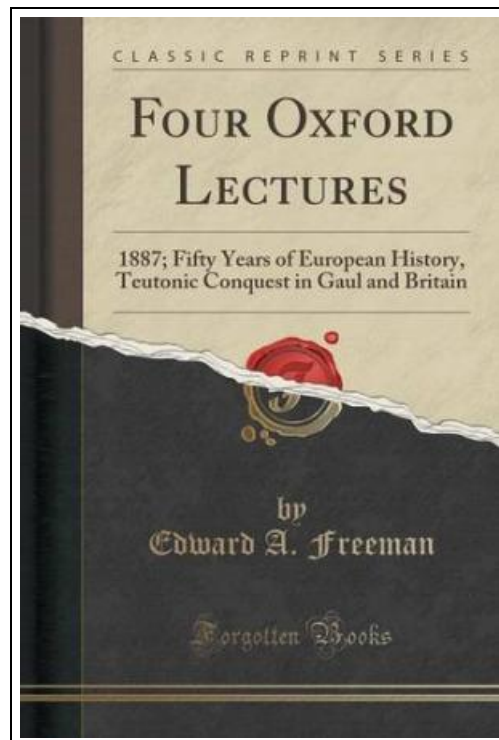 CLASSIC REPRINT SERIES
FOUR OXFORD
LECTURES
1887; Fifty Years of European History,
Teutonic Conquest in Gaul and Britain
F
by
Edward A. Freeman
Forgotten Books